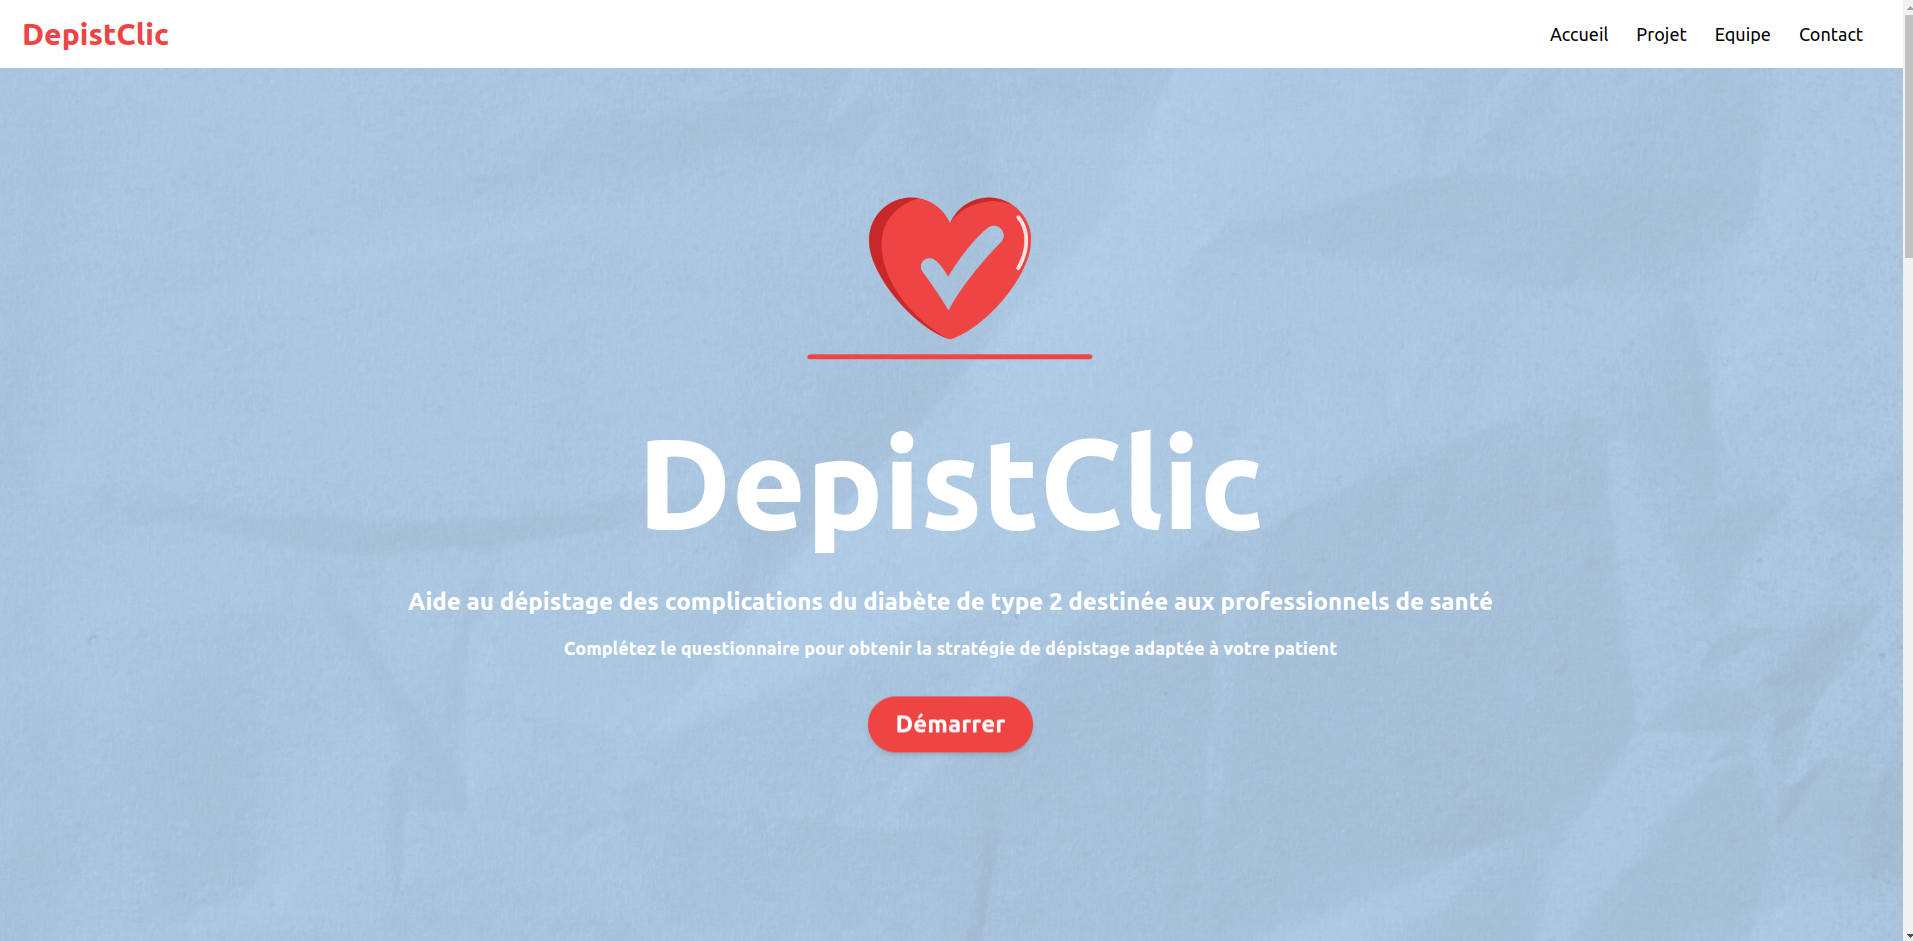 DepistClic
Accueil Projet Equipe Contact
DepistClic
Aide au dépistage des complications du diabète de type 2 destinée aux professionnels de santé
Complétez le questionnaire pour obtenir la stratégie de dépistage adaptée à votre patient
Démarrer